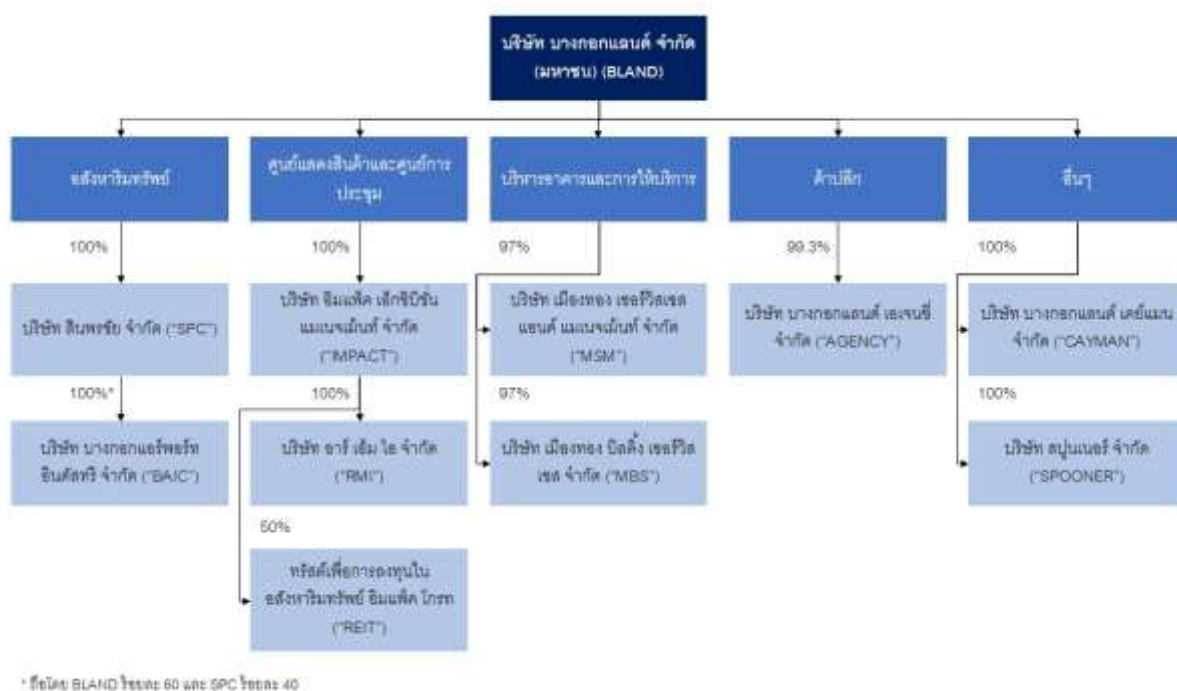 บริษัท บางกอกแลนด์ จำกัด
(มหาชน) (BLAND)
อสังหาริมทรัพย์
ศูนย์แสดงสินค้าและศูนย์การ
ประชุม
บริหารอาคารและการให้บริการ
ค้าปลีก
อื่นๆ
100%
100%
97%
99.3%
100%
บริษัท สินพรชัย จำกัด ("SPC")
บริษัท อิมแพ็ค เอ็กซิบิชั่น
แมเนจเม้นท์ จำกัด
("IMPACT")
บริษัท เมืองทอง เซอร์วิสเซส
แอนด์ แมเนจเม้นท์ จำกัด
("MSM")
บริษัท บางกอกแลนด์ เอเจนซี่
จำกัด ("AGENCY")
บริษัท บางกอกแลนด์ เคย์แมน
จำกัด ("CAYMAN")
100%*
100%
97%
100%
บริษัท บางกอกแอร์พอร์ท
อินดัสทรี จำกัด ("BAIC")
บริษัท อาร์ เอ็ม ไอ จำกัด
("RMI")
บริษัท เมืองทอง บิลดิ้ง เซอร์วิส
เซส จำกัด ("MBS")
บริษัท สปูนเนอร์ จำกัด
("SPOONER")
50%
ทรัสต์เพื่อการลงทุนใน
อสังหาริมทรัพย์ อิมแพ็ค โกรท
("REIT")
* ถือโดย BLAND ร้อยละ 60 และ SPC ร้อยละ 40